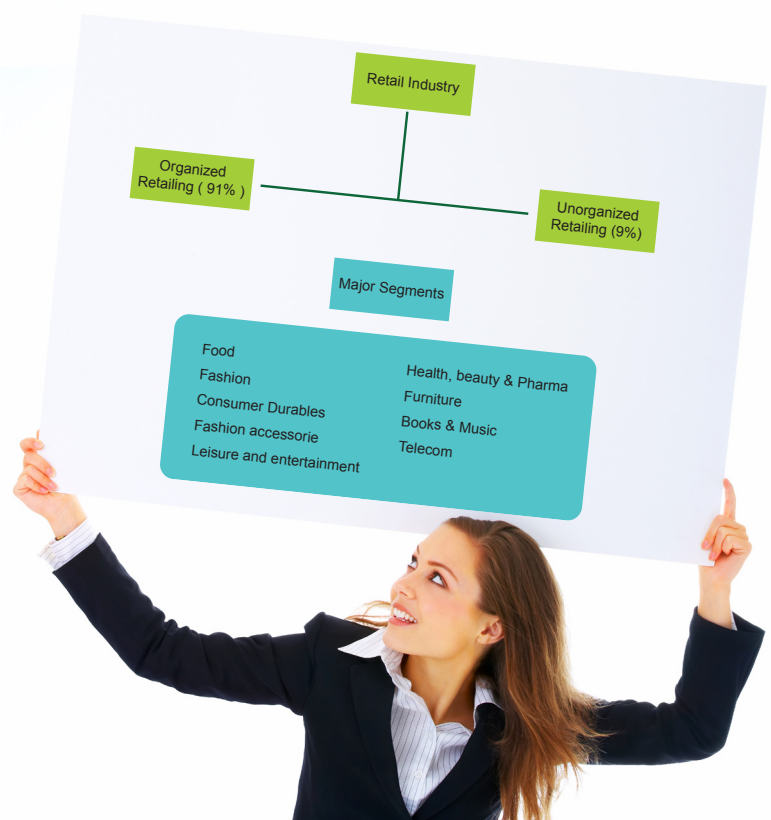 Retail Industry
Organized
Retailing ( 91% )
Unorganized
Retailing (9%)
Major Segments
Food
Fashion
Consumer Durables
Fashion accessorie
Leisure and entertainment
Health, beauty & Pharma
Furniture
Books & Music
Telecom